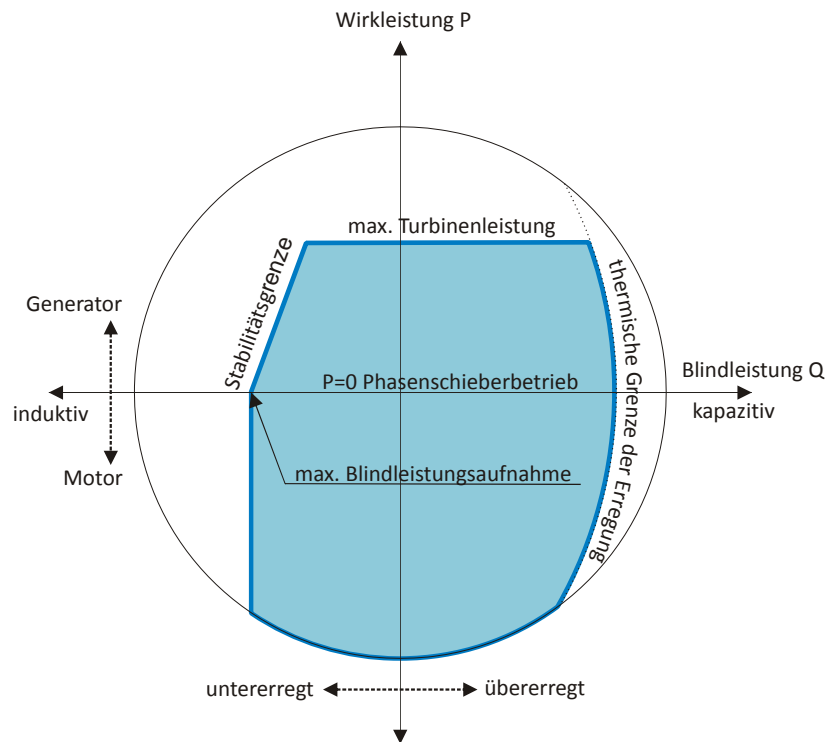 Wirkleistung P
max. Turbinenleistung
Stabilitätsgrenze
thermische Grenze der Erregung
Generator
P=0 Phasenschieberbetrieb
Blindleistung Q
induktiv
kapazitiv
Motor
max. Blindleistungsaufnahme
untererregt
übererregt